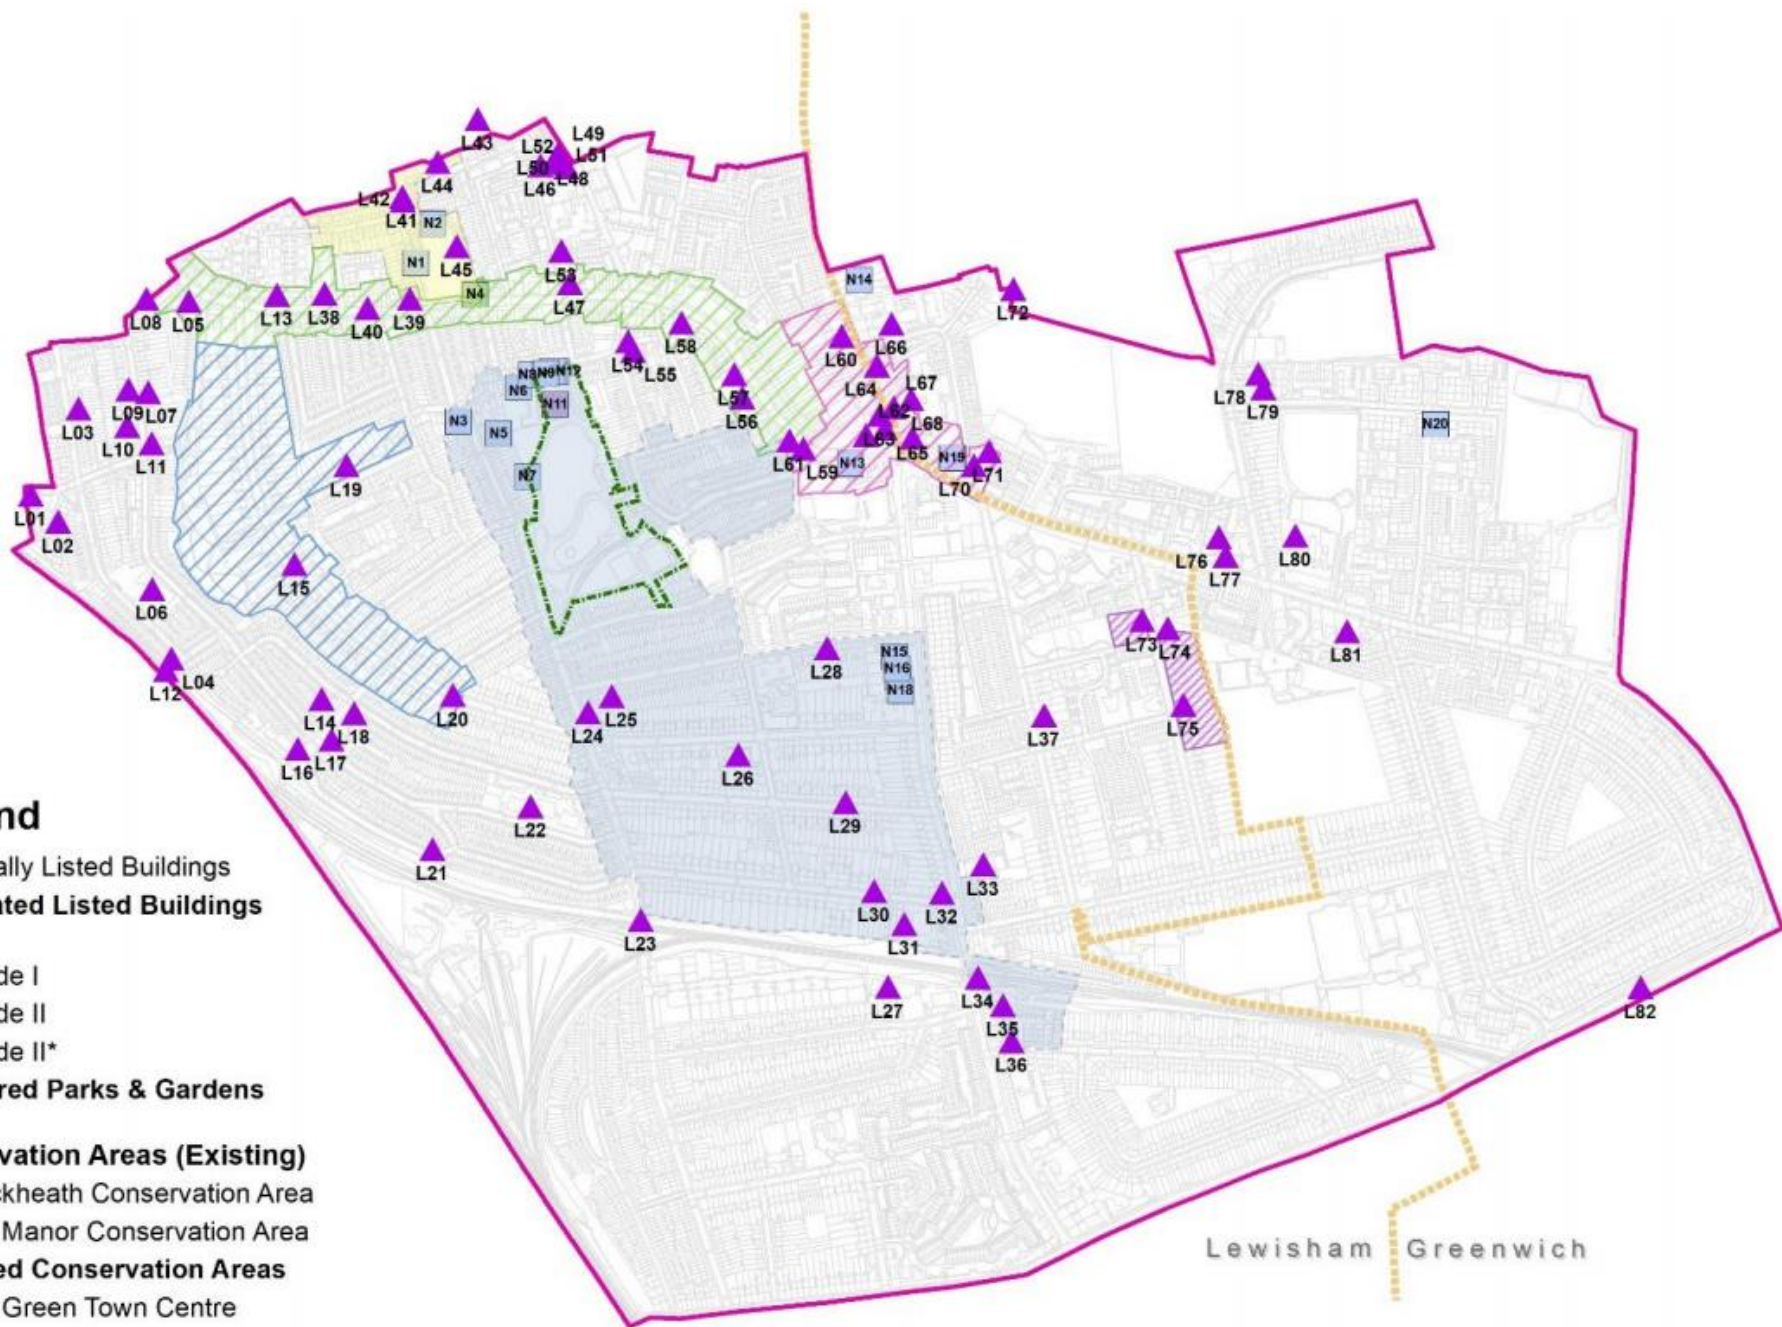 L43
L49
L52
L51
L50
L48
L46
L44
L42
L41
N2
N1
L45
L53
N14
N4
L47
L08
L05
L13
L38
L40
L39
L72
L58
L60
L66
L54
L55
L64
L67
N8
N9
N12
N6
N11
L57
L56
L62
L68
L78
L79
L09
L07
L03
L10
L11
N3
N5
N20
L63
L65
L61
L59
N13
N19
L71
L70
L19
N7
L01
L02
L76
L77
L80
L15
L06
L73
L74
L81
L04
L12
L28
N15
N16
N18
L14
L18
L20
L25
L24
L75
L37
L16
L17
L26
L22
L29
L21
L33
L30
L32
L31
L23
L27
L34
L35
L36
L82
nd
ally Listed Buildings
ated Listed Buildings
de I
de II
de II*
red Parks & Gardens
vation Areas (Existing)
ckheath Conservation Area
Manor Conservation Area
ed Conservation Areas
Green Town Centre
Lewisham Greenwich